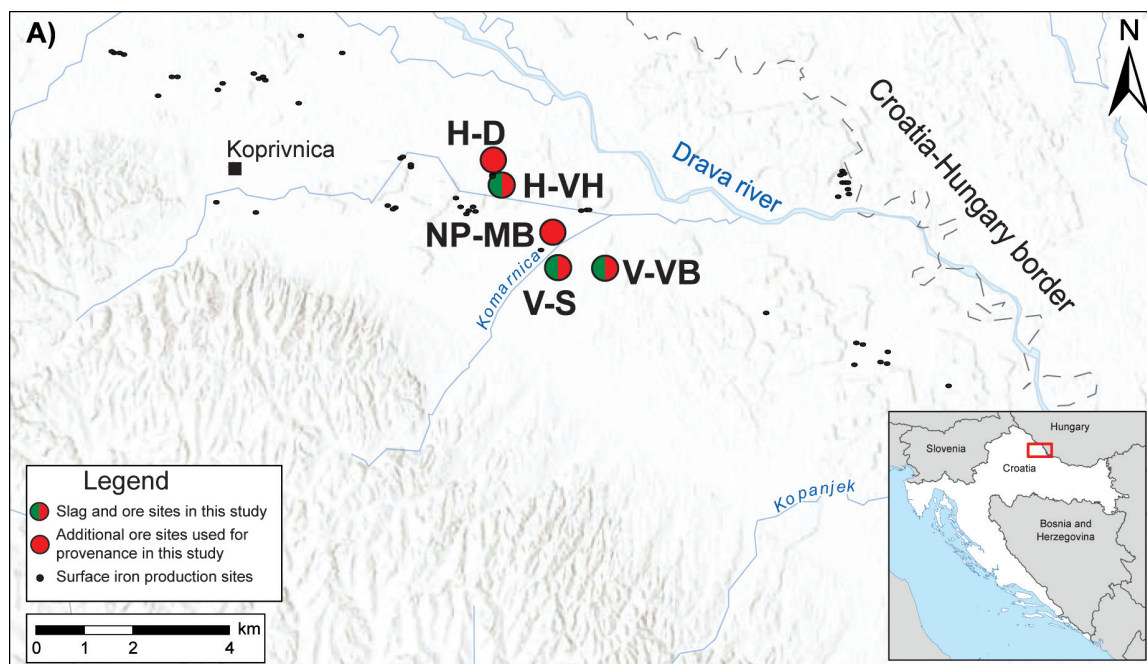 A)
N
Koprivnica
H-D
H-VH
NP-MB
V-S
V-VB
Komarnica
Drava river
Croatia-Hungary border
Kopanjek
Legend
Slag and ore sites in this study
Additional ore sites used for
provenance in this study
Surface iron production sites
km
0 1 2 4
Hungary
Slovenia
Croatia
Bosnia and
Herzegovina